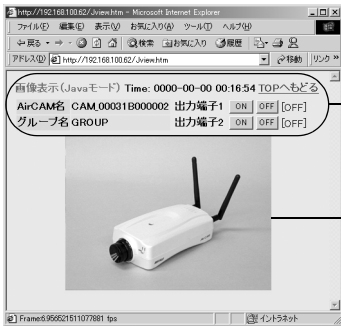 http://192.168.100.62/Jview.htm - Microsoft Internet Explorer
ファイル(F) 編集(E) 表示(V) お気に入り(A) ツール(T) ヘルプ(H)
戻る 検索 お気に入り 履歴
アドレス(D) http://192.168.100.62/Jview.htm 移動 リンク
画像表示(Javaモード) Time: 0000-00-00 00:16:54 TOPへもどる
AirCAM名 CAM_00031B000002 出力端子1 ON OFF [OFF]
グループ名 GROUP 出力端子2 ON OFF [OFF]
Frame:6.956521511077881 fps イントラネット